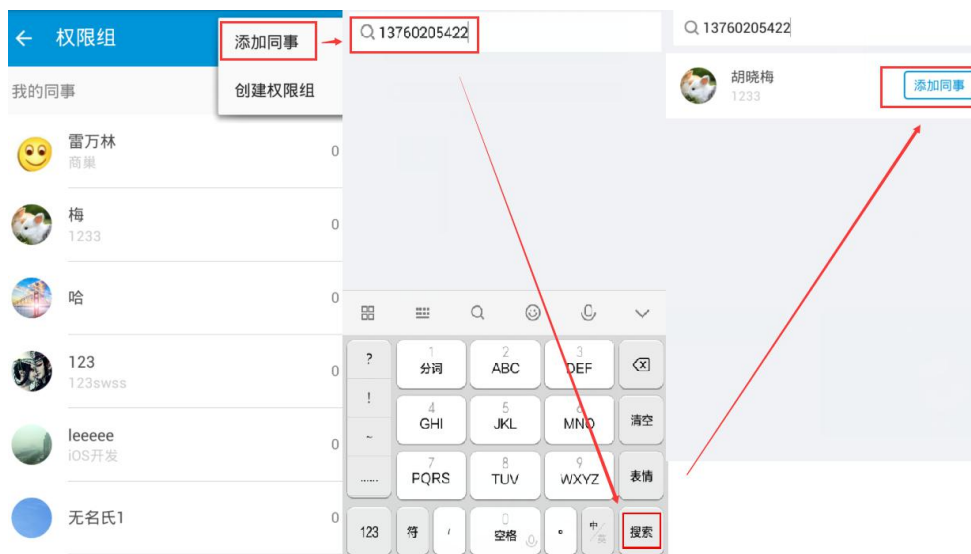 权限组
添加同事
创建权限组
我的同事
雷万林
商巢
0
梅
1233
0
哈
0
123
123swss
0
leeeee
iOS开发
0
无名氏1
0
13760205422
?
!
~
......
1
分词
2
ABC
3
DEF
4
GHI
5
JKL
6
MNO
清空
7
PQRS
8
TUV
9
WXYZ
表情
123
符
,
0
空格
。
中/英
搜索
13760205422
胡晓梅
1233
添加同事